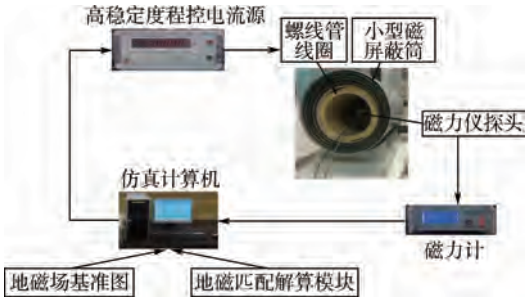 高稳定度程控电流源
螺线管
线圈
小型磁
屏蔽筒
磁力仪探头
仿真计算机
磁力计
地磁场基准图
地磁匹配解算模块